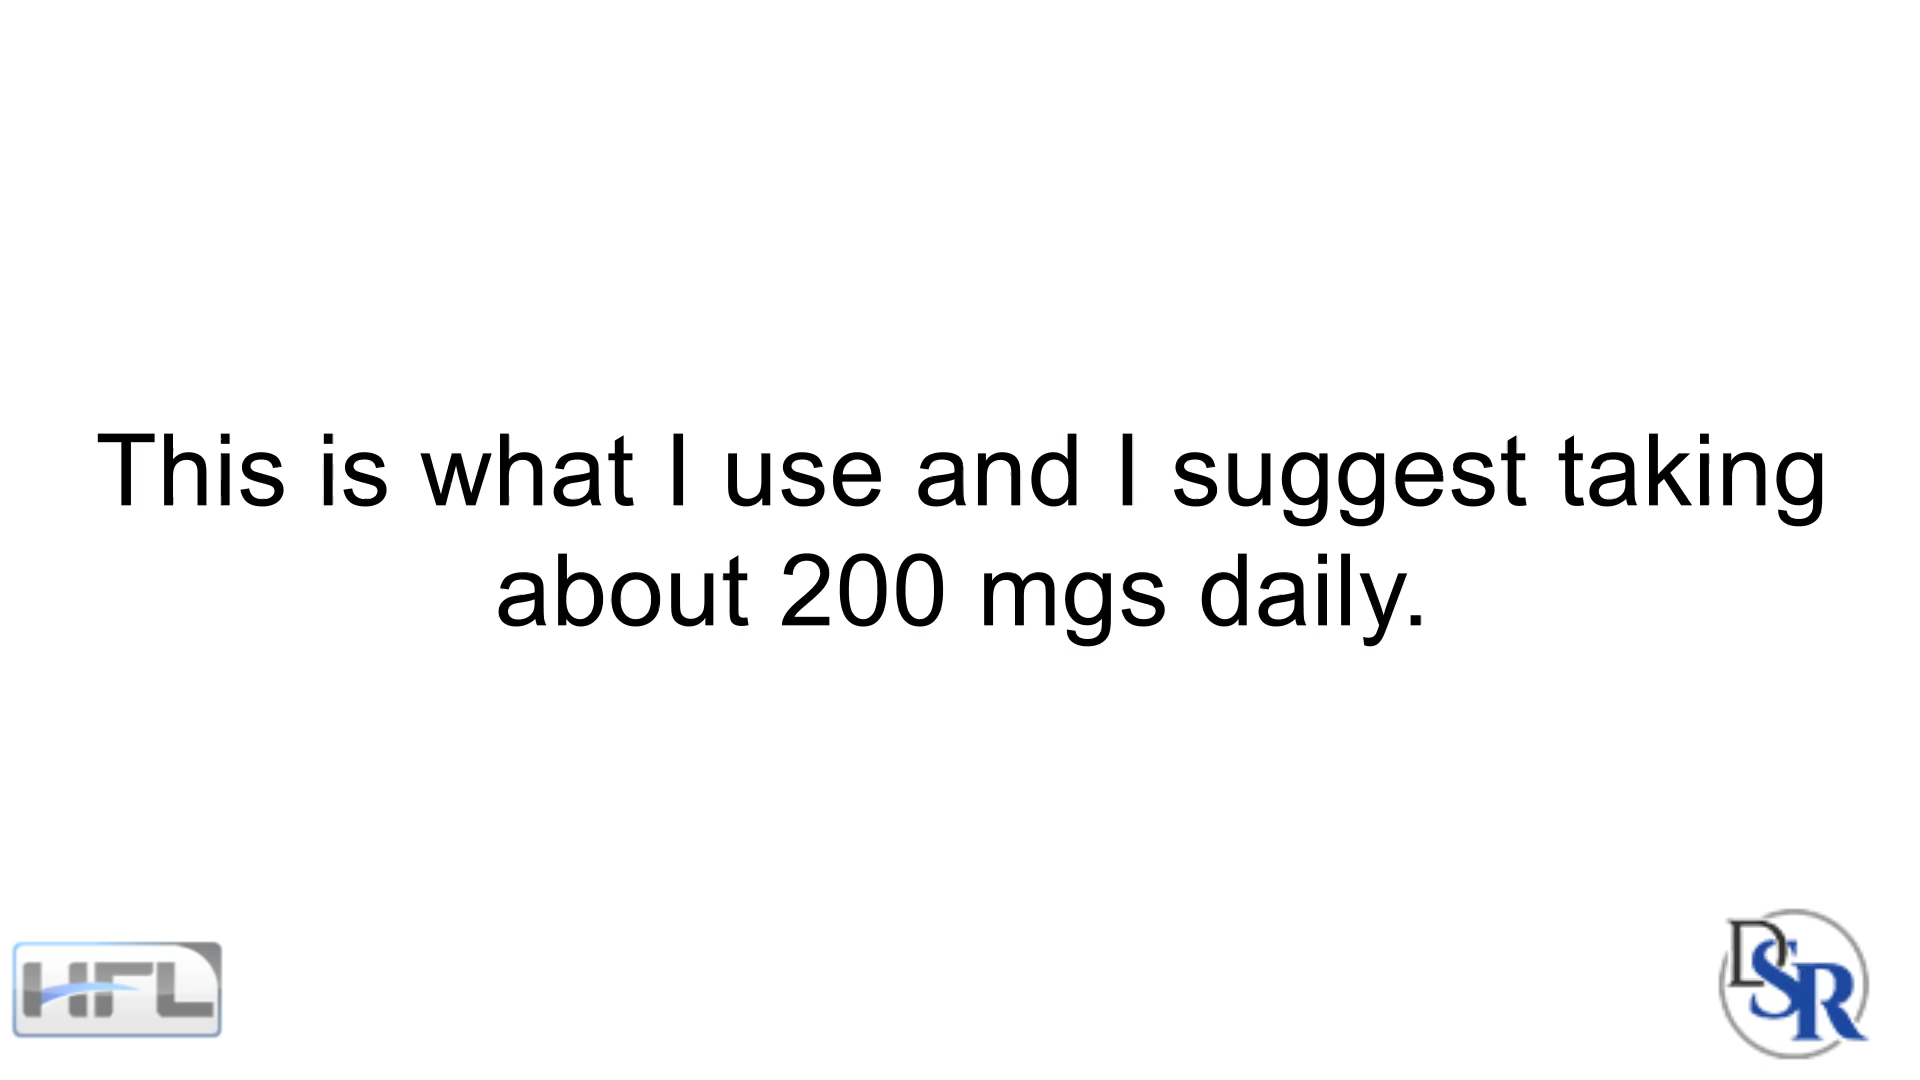 This is what I use and I suggest taking
about 200 mgs daily.
HFL
DSR